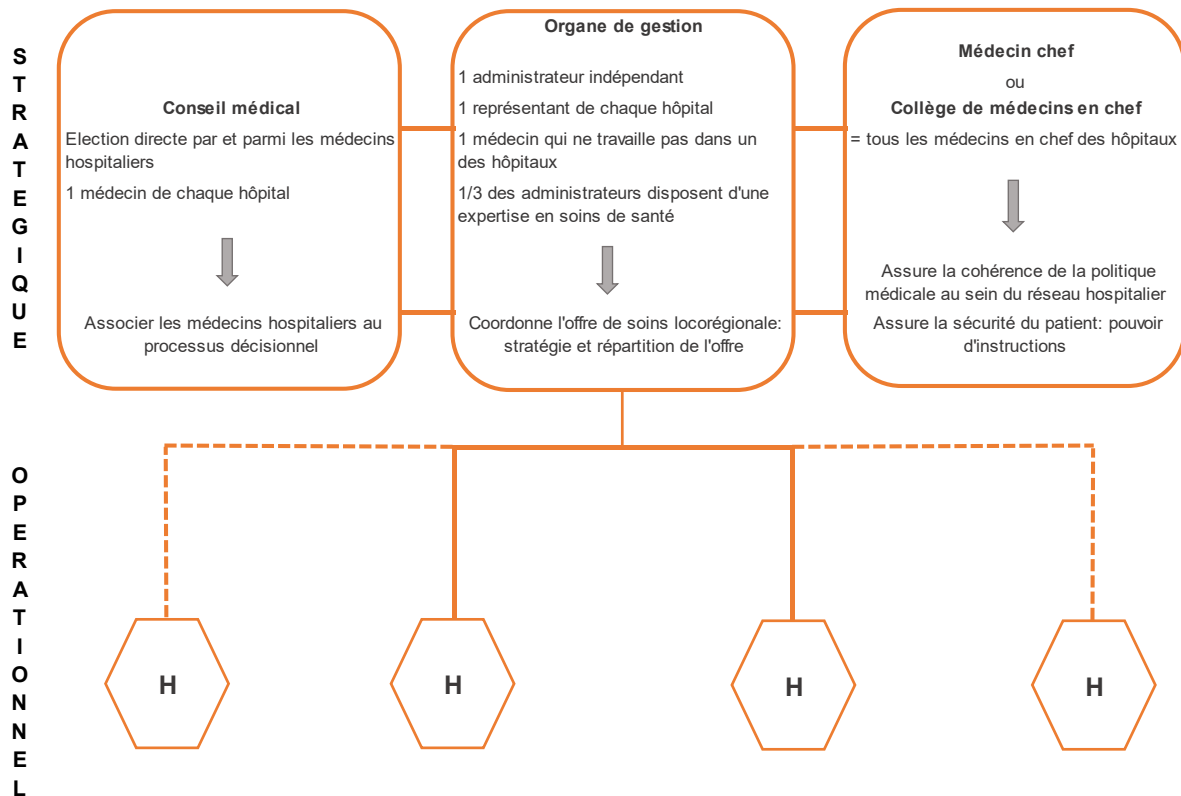 STRATEGIQUE
Conseil médical
Election directe par et parmi les médecins
hospitaliers
1 médecin de chaque hôpital
Associer les médecins hospitaliers au
processus décisionnel
Organe de gestion
1 administrateur indépendant
1 représentant de chaque hôpital
1 médecin qui ne travaille pas dans un
des hôpitaux
1/3 des administrateurs disposent d'une
expertise en soins de santé
Coordonne l'offre de soins locorégionale:
stratégie et répartition de l'offre
Médecin chef
ou
Collège de médecins en chef
= tous les médecins en chef des hôpitaux
Assure la cohérence de la politique
médicale au sein du réseau hospitalier
Assure la sécurité du patient: pouvoir
d'instructions
OPERATIONNEL
H
H
H
H